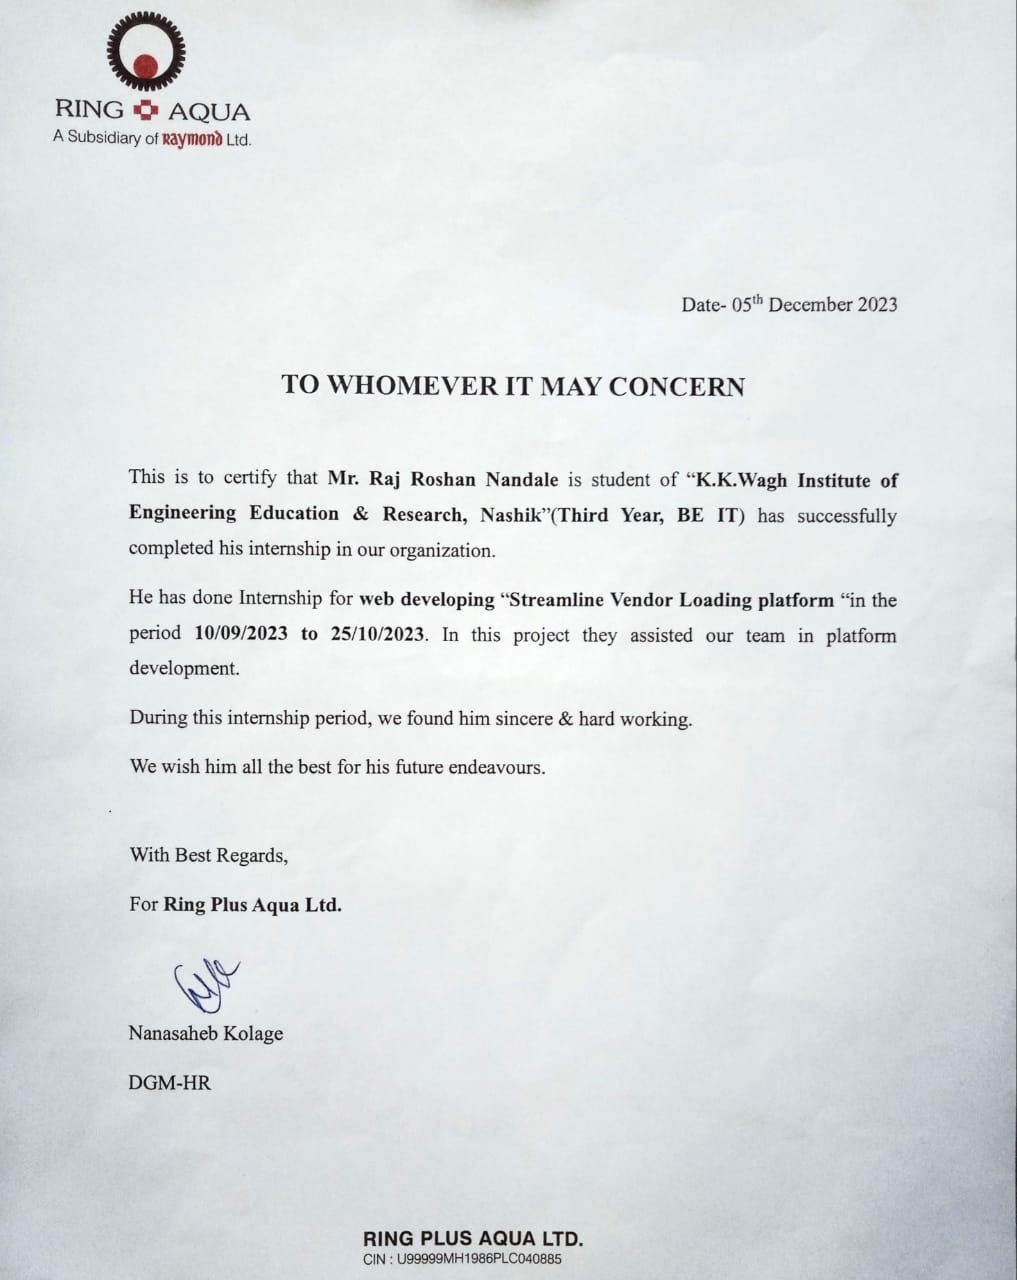 RING AQUA
A Subsidiary of Raymond Ltd.
Date- 05th December 2023
TO WHOMEVER IT MAY CONCERN
This is to certify that Mr. Raj Roshan Nandale is student of “K.K.Wagh Institute of
Engineering Education & Research, Nashik”(Third Year, BE IT) has successfully
completed his internship in our organization.
He has done Internship for web developing “Streamline Vendor Loading platform “in the
period 10/09/2023 to 25/10/2023. In this project they assisted our team in platform
development.
During this internship period, we found him sincere & hard working.
We wish him all the best for his future endeavours.
With Best Regards,
For Ring Plus Aqua Ltd.
Nanasaheb Kolage
DGM-HR
RING PLUS AQUA LTD.
CIN : U99999MH1986PLC040885